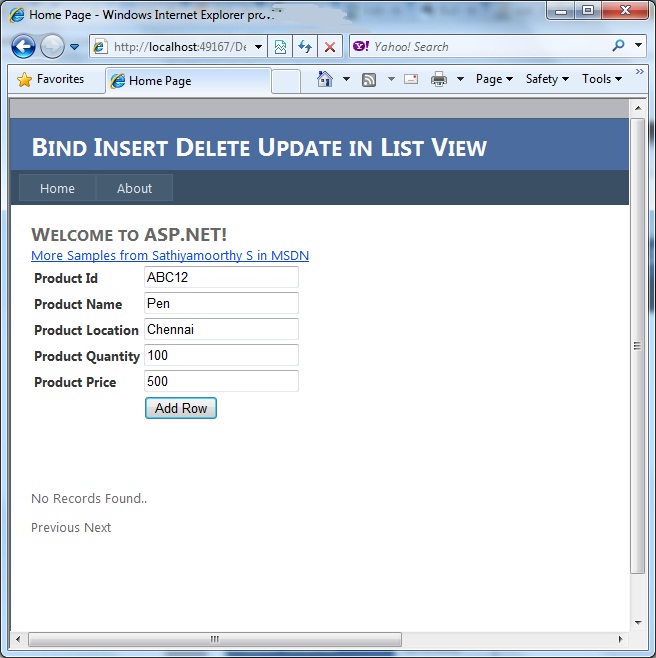 Home Page - Windows Internet Explorer
http://localhost:49167/De
Yahoo! Search
Favorites
Home Page
Page
Safety
Tools
BIND INSERT DELETE UPDATE IN LIST VIEW
Home
About
WELCOME TO ASP.NET!
More Samples from Sathiyamoorthy S in MSDN
Product Id ABC12
Product Name Pen
Product Location Chennai
Product Quantity 100
Product Price 500
Add Row
No Records Found..
Previous Next